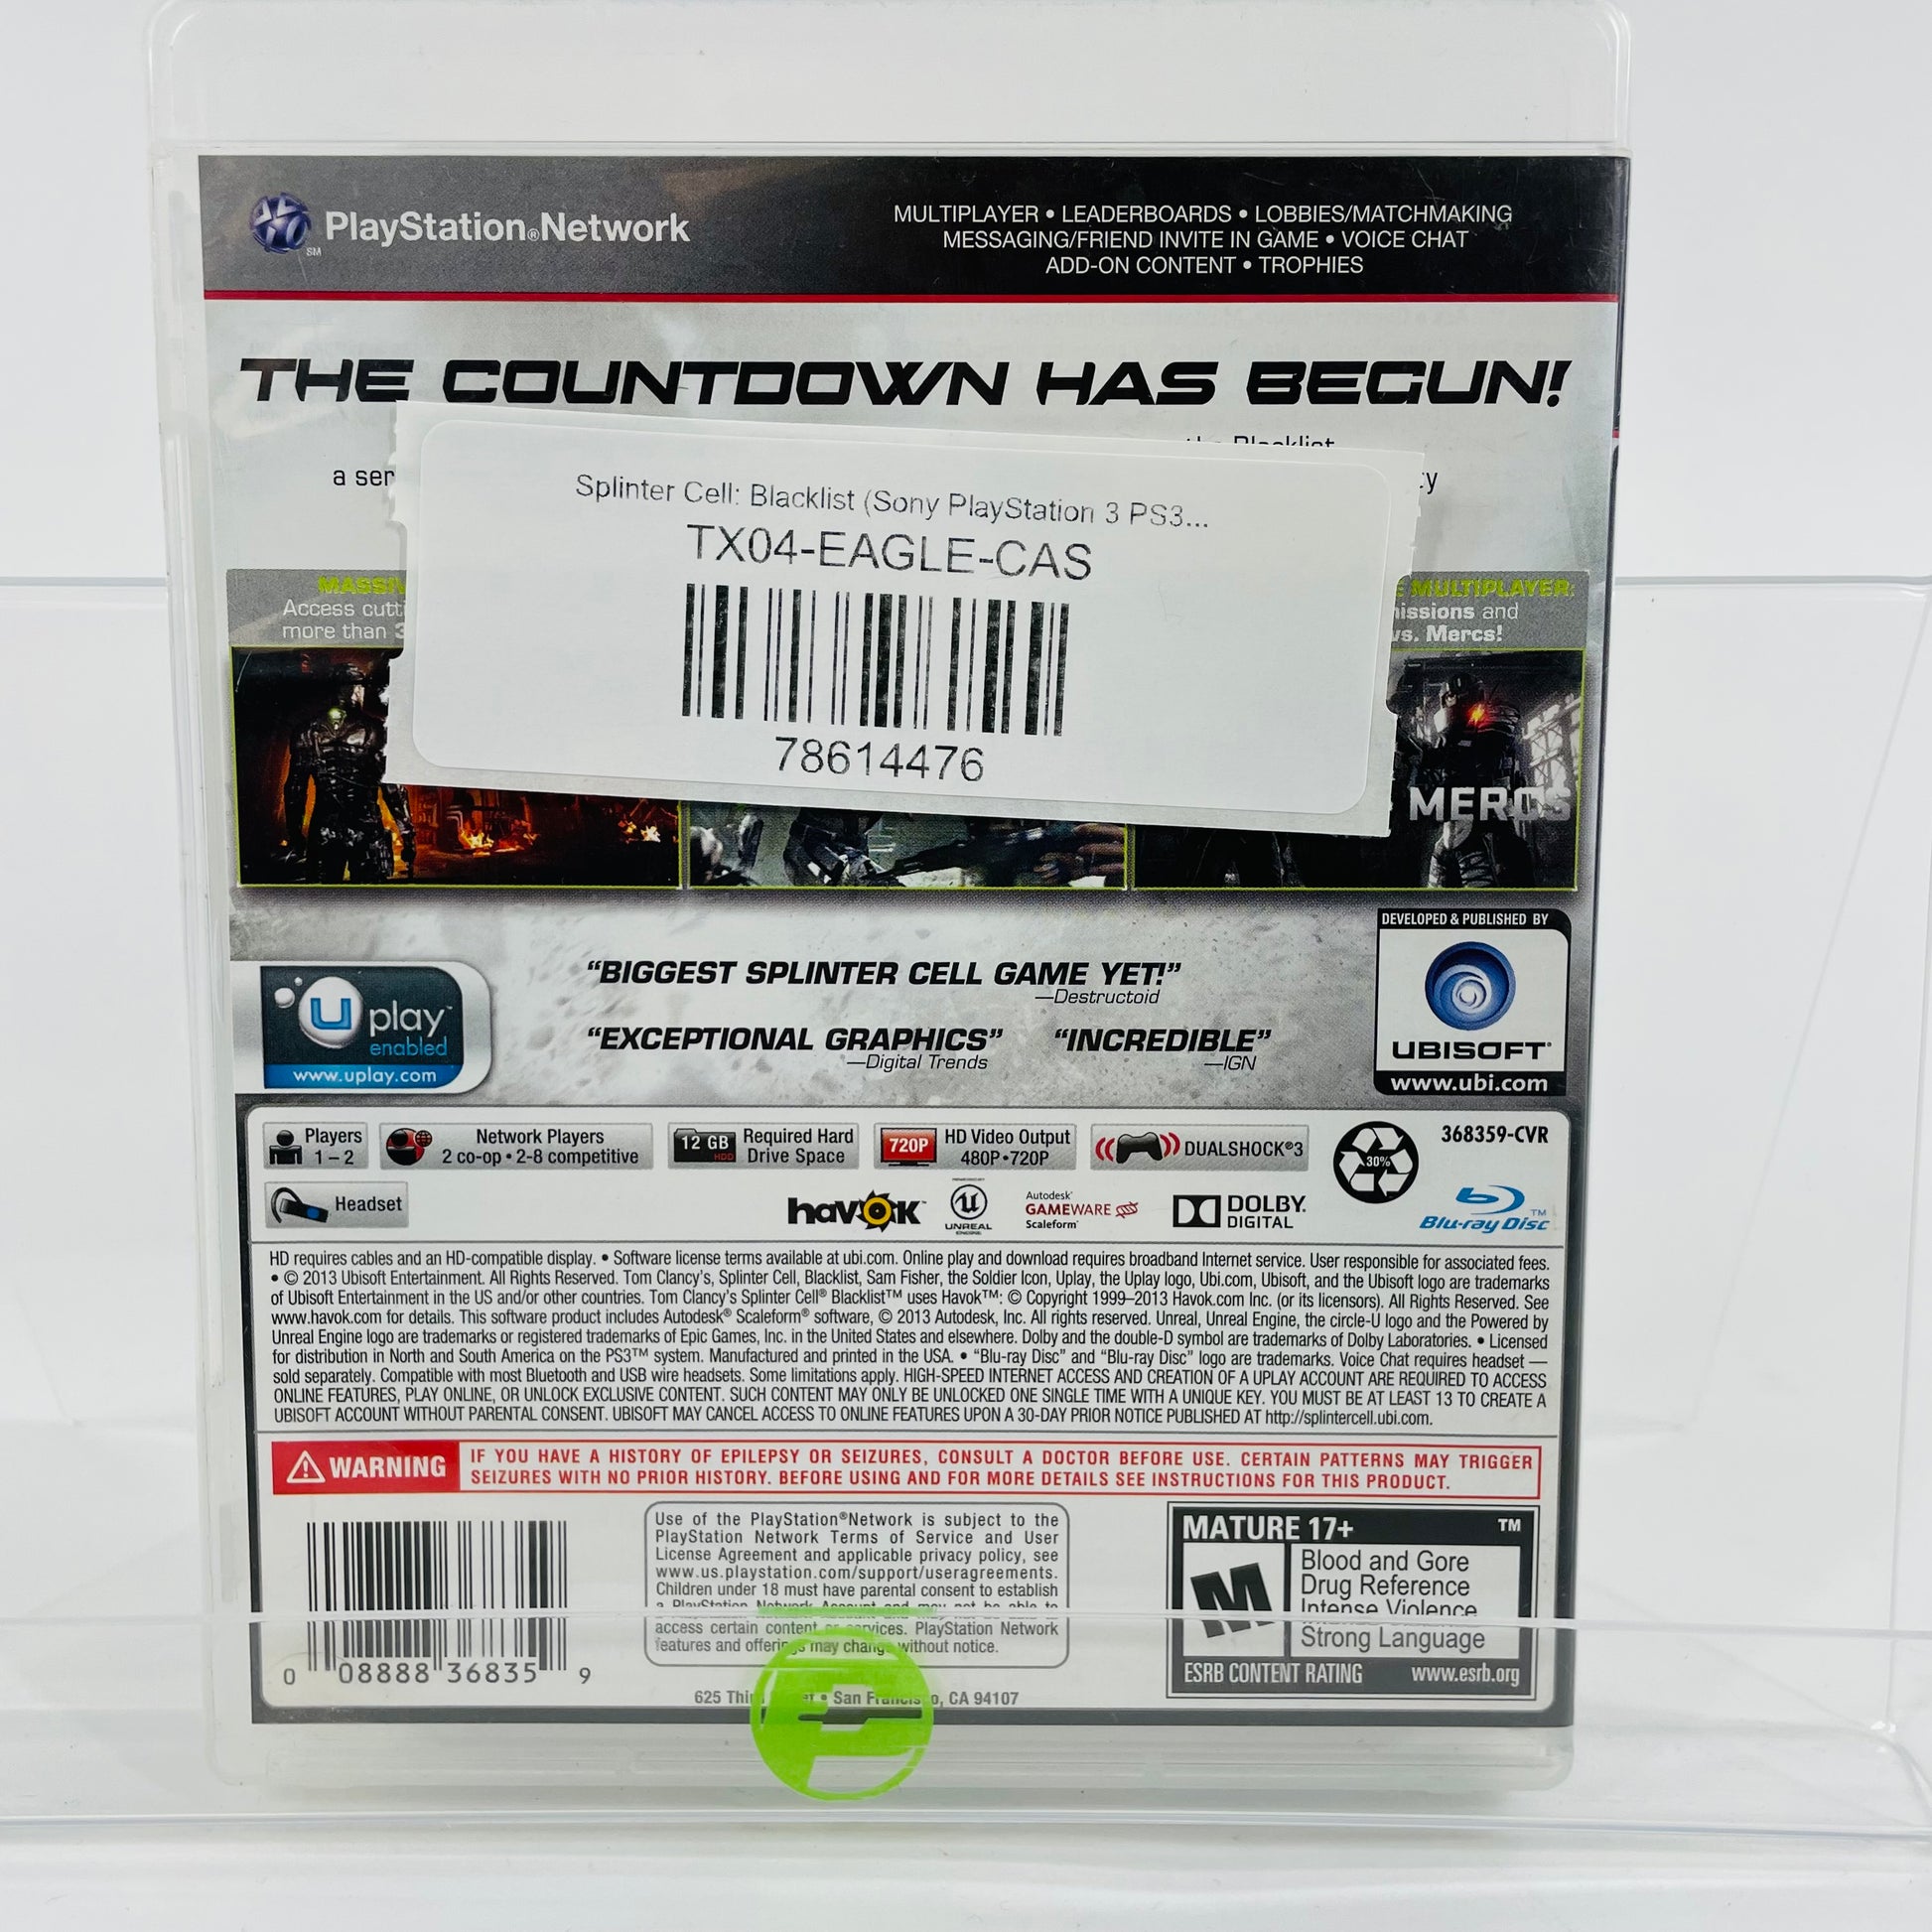 PlayStation®Network
SM
MULTIPLAYER • LEADERBOARDS • LOBBIES/MATCHMAKING
MESSAGING/FRIEND INVITE IN GAME • VOICE CHAT
ADD-ON CONTENT • TROPHIES
THE COUNTDOWN HAS BEGUN!
Blacklist
a
Splinter Cell: Blacklist (Sony PlayStation 3 PS3...
TX04-EAGLE-CAS
78614476
Access
more than
MULTIPLAYER:
and
vs. Mercs!
MERCS
DEVELOPED & PUBLISHED BY
UBISOFT®
www.ubi.com
Uplay™
enabled
www.uplay.com
“BIGGEST SPLINTER CELL GAME YET!”
—Destructoid
“EXCEPTIONAL GRAPHICS” “INCREDIBLE”
—Digital Trends —IGN
Players
1–2
Network Players
2 co-op • 2-8 competitive
12 GB
HDD
Required Hard
Drive Space
720P
HD Video Output
480P•720P
DUALSHOCK®3
30%
368359-CVR
Headset
havok™
UNREAL
ENGINE
Autodesk®
GAMEWARE
Scaleform®
DOLBY®
DIGITAL
Blu-ray Disc™
HD requires cables and an HD-compatible display. • Software license terms available at ubi.com. Online play and download requires broadband Internet service. User responsible for associated fees.
• © 2013 Ubisoft Entertainment. All Rights Reserved. Tom Clancy’s, Splinter Cell, Blacklist, Sam Fisher, the Soldier Icon, Uplay, the Uplay logo, Ubi.com, Ubisoft, and the Ubisoft logo are trademarks
of Ubisoft Entertainment in the US and/or other countries. Tom Clancy’s Splinter Cell® Blacklist™ uses Havok™: © Copyright 1999–2013 Havok.com Inc. (or its licensors). All Rights Reserved. See
www.havok.com for details. This software product includes Autodesk® Scaleform® software, © 2013 Autodesk, Inc. All rights reserved. Unreal, Unreal Engine, the circle-U logo and the Powered by
Unreal Engine logo are trademarks or registered trademarks of Epic Games, Inc. in the United States and elsewhere. Dolby and the double-D symbol are trademarks of Dolby Laboratories. • Licensed
for distribution in North and South America on the PS3™ system. Manufactured and printed in the USA. • “Blu-ray Disc” and “Blu-ray Disc” logo are trademarks. Voice Chat requires headset —
sold separately. Compatible with most Bluetooth and USB wire headsets. Some limitations apply. HIGH-SPEED INTERNET ACCESS AND CREATION OF A UPLAY ACCOUNT ARE REQUIRED TO ACCESS
ONLINE FEATURES, PLAY ONLINE, OR UNLOCK EXCLUSIVE CONTENT. SUCH CONTENT MAY ONLY BE UNLOCKED ONE SINGLE TIME WITH A UNIQUE KEY. YOU MUST BE AT LEAST 13 TO CREATE A
UBISOFT ACCOUNT WITHOUT PARENTAL CONSENT. UBISOFT MAY CANCEL ACCESS TO ONLINE FEATURES UPON A 30-DAY PRIOR NOTICE PUBLISHED AT http://splintercell.ubi.com.
WARNING
IF YOU HAVE A HISTORY OF EPILEPSY OR SEIZURES, CONSULT A DOCTOR BEFORE USE. CERTAIN PATTERNS MAY TRIGGER
SEIZURES WITH NO PRIOR HISTORY. BEFORE USING AND FOR MORE DETAILS SEE INSTRUCTIONS FOR THIS PRODUCT.
0 08888 36835 9
Use of the PlayStation®Network is subject to the
PlayStation Network Terms of Service and User
License Agreement and applicable privacy policy, see
www.us.playstation.com/support/useragreements.
Children under 18 must have parental consent to establish
a PlayStation Network Account and may not be able to
access certain content or services. PlayStation Network
features and offerings may change without notice.
625 • San Francisco, CA 94107
MATURE 17+ ™
M
Blood and Gore
Drug Reference
Intense Violence
Strong Language
ESRB CONTENT RATING www.esrb.org